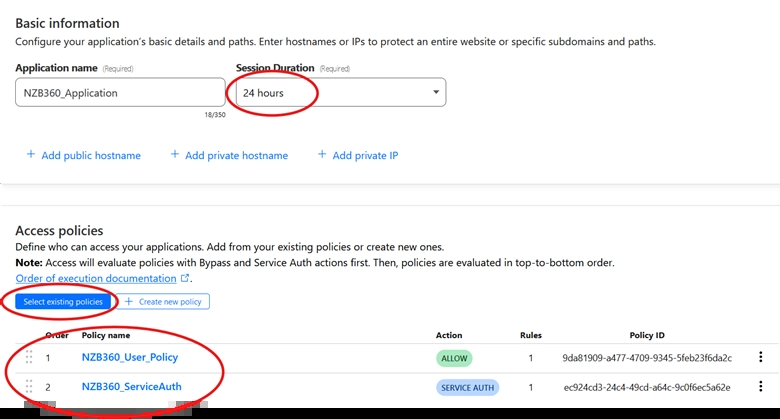 Basic information
Configure your application's basic details and paths. Enter hostnames or IPs to protect an entire website or specific subdomains and paths.
Application name (Required) Session Duration (Required)
NZB360_Application 24 hours
18/350
+ Add public hostname + Add private hostname + Add private IP
Access policies
Define who can access your applications. Add from your existing policies or create new ones.
Note: Access will evaluate policies with Bypass and Service Auth actions first. Then, policies are evaluated in top-to-bottom order.
Order of execution documentation.
Select existing policies + Create new policy
Order Policy name Action Rules Policy ID
1 NZB360_User_Policy ALLOW 1 9da81909-a477-4709-9345-5feb23f6da2c
2 NZB360_ServiceAuth SERVICE AUTH 1 ec924cd3-24c4-49cd-a64c-9c0f6ec5a62e